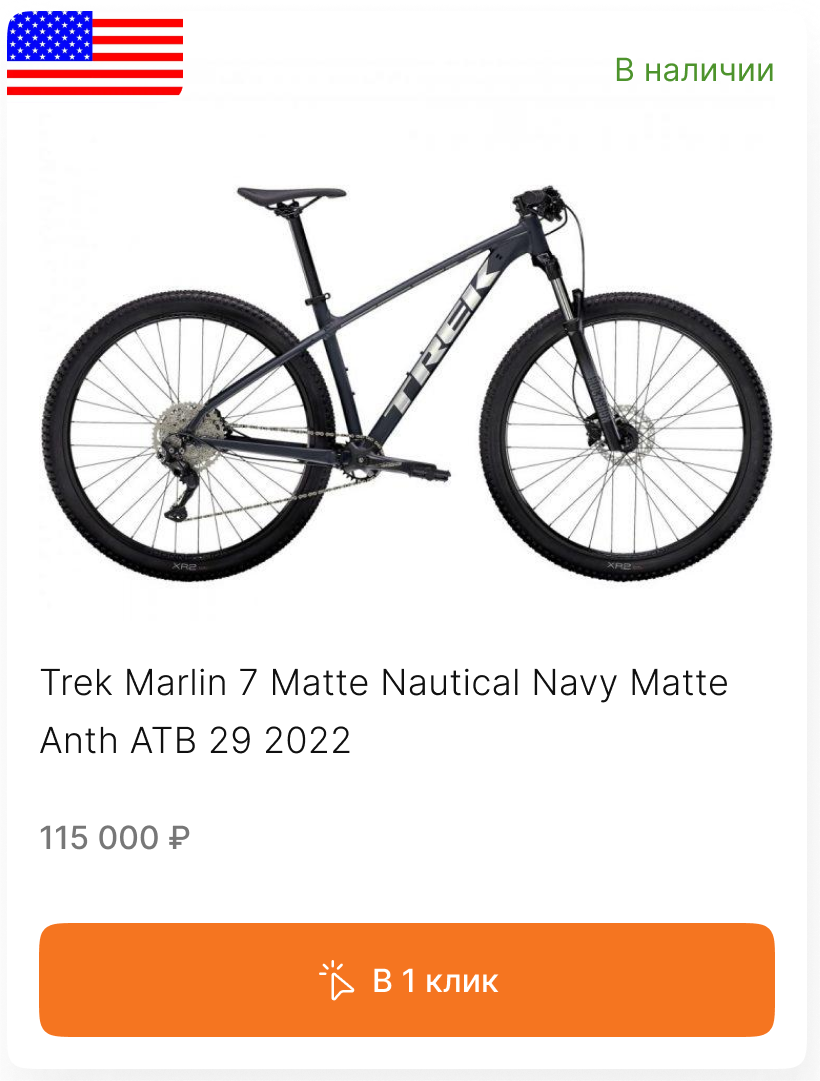 В наличии
TREK
XR2
XR2
Trek Marlin 7 Matte Nautical Navy Matte
Anth ATB 29 2022
115 000 ₽
В 1 клик